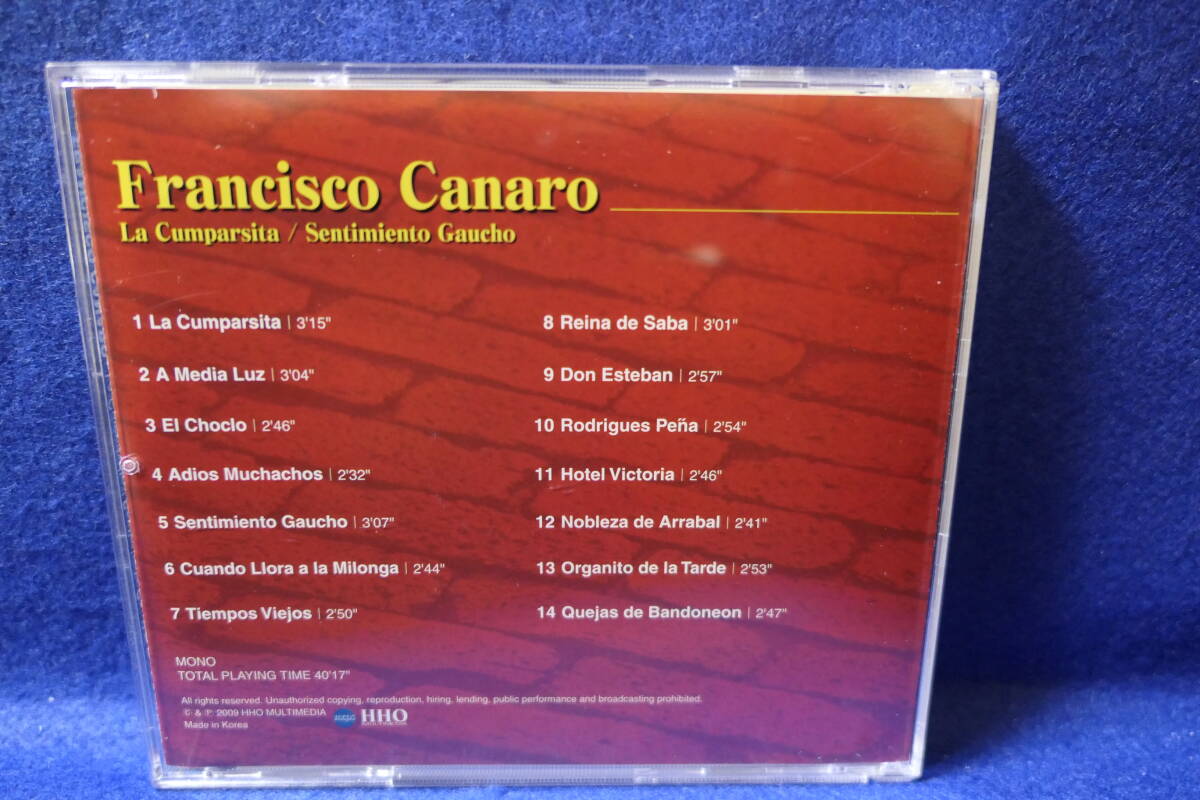 Francisco Canaro
La Cumparsita / Sentimiento Gaucho
1 La Cumparsita | 3'15"
2 A Media Luz | 3'04"
3 El Choclo | 2'46"
4 Adios Muchachos | 2'32"
5 Sentimiento Gaucho | 3'07"
6 Cuando Llora a la Milonga | 2'44"
7 Tiempos Viejos | 2'50"
8 Reina de Saba | 3'01"
9 Don Esteban | 2'57"
10 Rodrigues Peña | 2'54"
11 Hotel Victoria | 2'46"
12 Nobleza de Arrabal | 2'41"
13 Organito de la Tarde | 2'53"
14 Quejas de Bandoneon | 2'47"
MONO
TOTAL PLAYING TIME 40'17"
All rights reserved. Unauthorized copying, reproduction, hiring, lending, public performance and broadcasting prohibited.
© & ℗ 2009 HHO MULTIMEDIA
HHO
Made in Korea